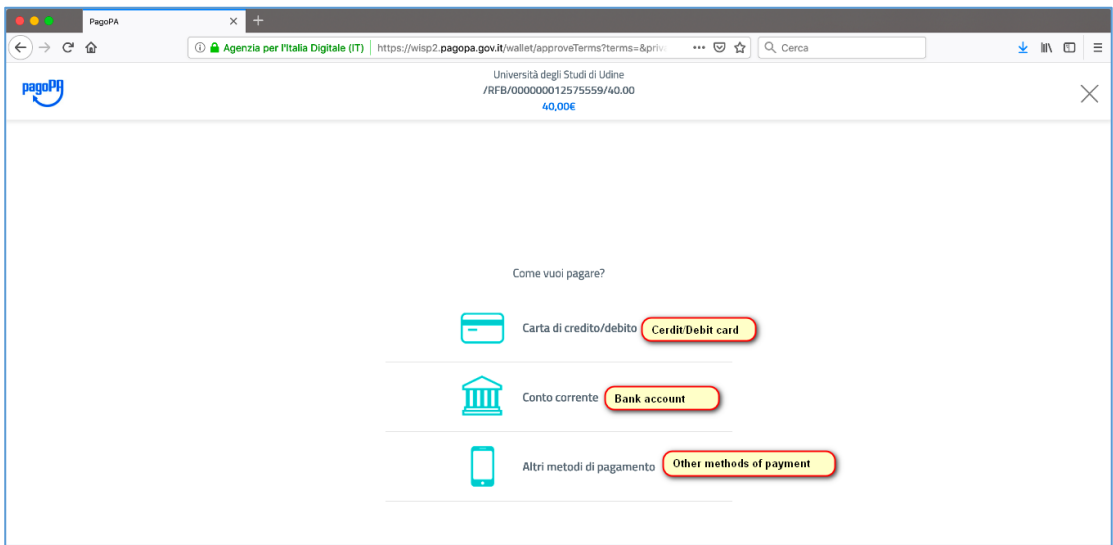 PagoPA
Agenzia per l'Italia Digitale (IT) https://wisp2.pagopa.gov.it/wallet/approveTerms?terms=&priv
Cerca
pagoPA
Università degli Studi di Udine
/RFB/000000012575559/40.00
40,00€
Come vuoi pagare?
Carta di credito/debito Cerdit/Debit card
Conto corrente Bank account
Altri metodi di pagamento Other methods of payment